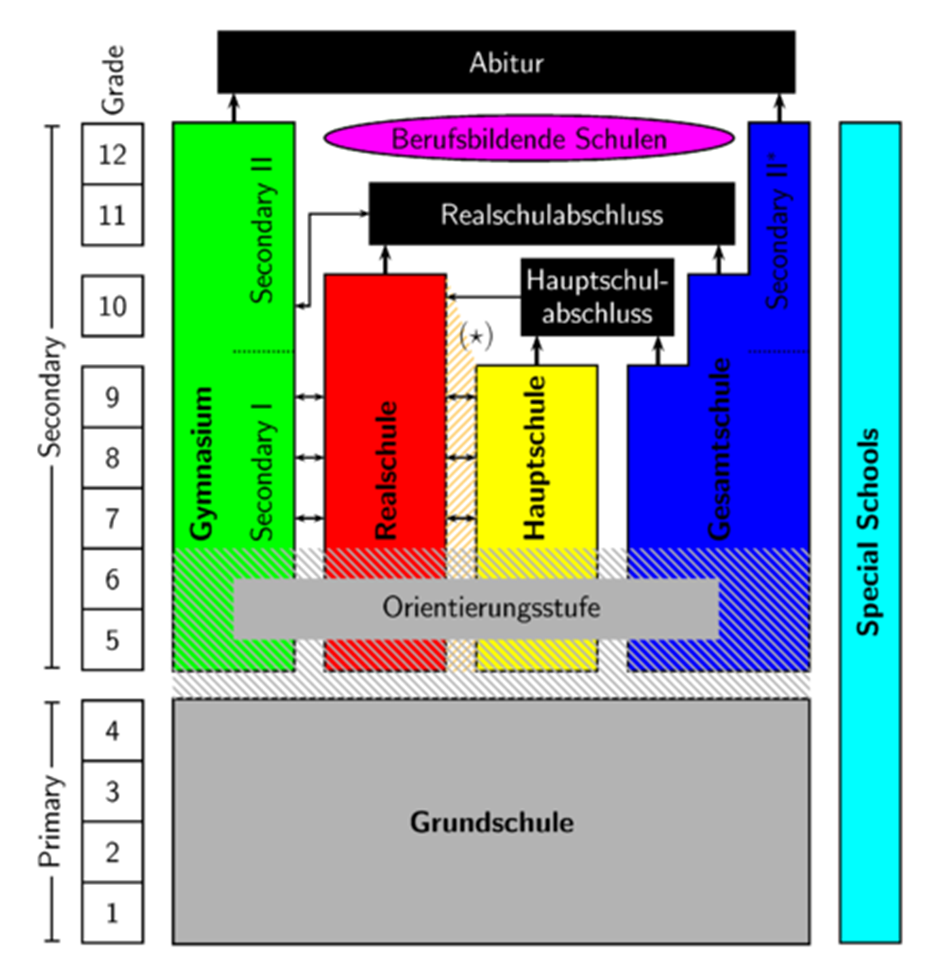 Grade
Abitur
Berufsbildende Schulen
12
11
10
9
8
7
6
5
4
3
2
1
Secondary
Primary
Secondary II
Secondary II*
Realschulabschluss
Hauptschul-
abschluss
(⋆)
Gymnasium
Secondary I
Realschule
Hauptschule
Gesamtschule
Special Schools
Orientierungsstufe
Grundschule